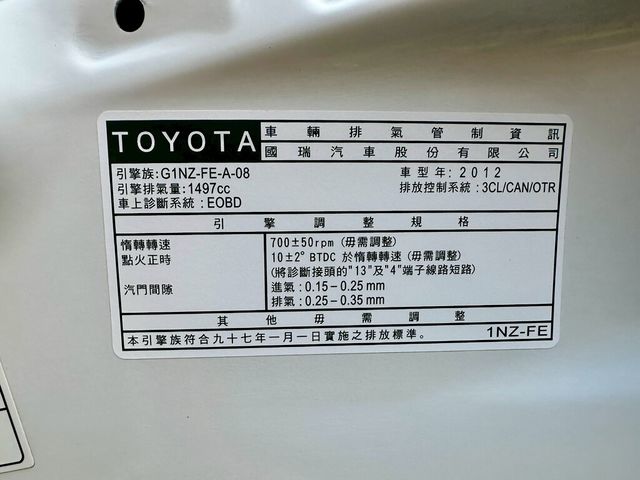 TOYOTA 車輛排氣管制資訊
國瑞汽車股份有限公司
引擎族:G1NZ-FE-A-08 車型年:2012
引擎排氣量:1497cc 排放控制系統:3CL/CAN/OTR
車上診斷系統:EOBD
引擎調整規格
惰轉轉速 700±50rpm (毋需調整)
點火正時 10±2° BTDC 於惰轉轉速 (毋需調整)
(將診斷接頭的"13"及"4"端子線路短路)
汽門間隙 進氣:0.15-0.25 mm
排氣:0.25-0.35 mm
其他毋需調整
本引擎族符合九十七年一月一日實施之排放標準。 1NZ-FE